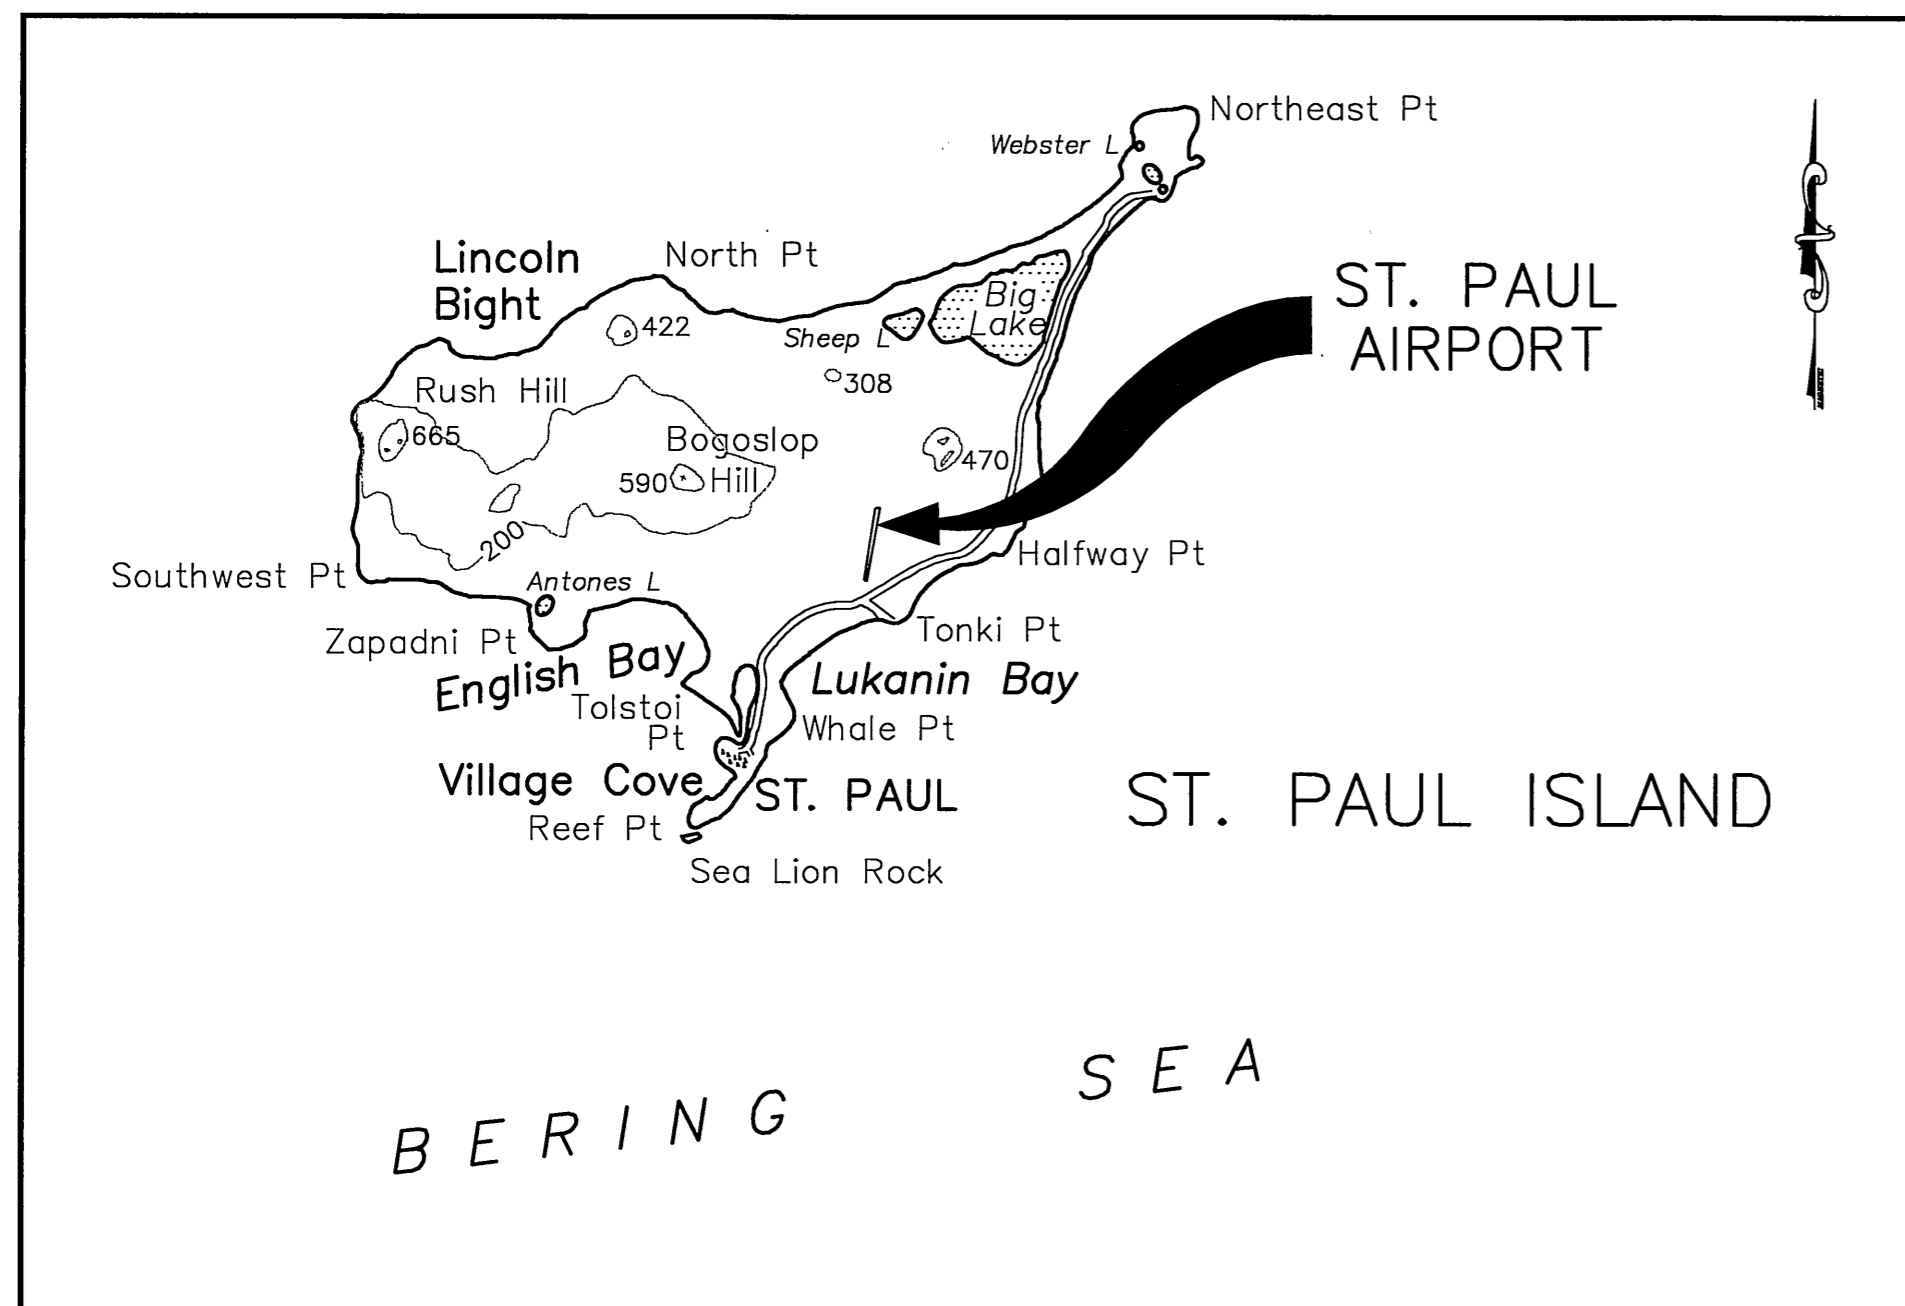 Northeast Pt
Webster L
Lincoln
Bight
North Pt
ST. PAUL
AIRPORT
Big
Lake
Sheep L
422
308
Rush Hill
665
Bogoslop
Hill
590
470
200
Halfway Pt
Southwest Pt
Antones L
Zapadni Pt
Tonki Pt
English Bay
Lukanin Bay
Tolstoi
Pt
Whale Pt
Village Cove
ST. PAUL
ST. PAUL ISLAND
Reef Pt
Sea Lion Rock
BERING SEA